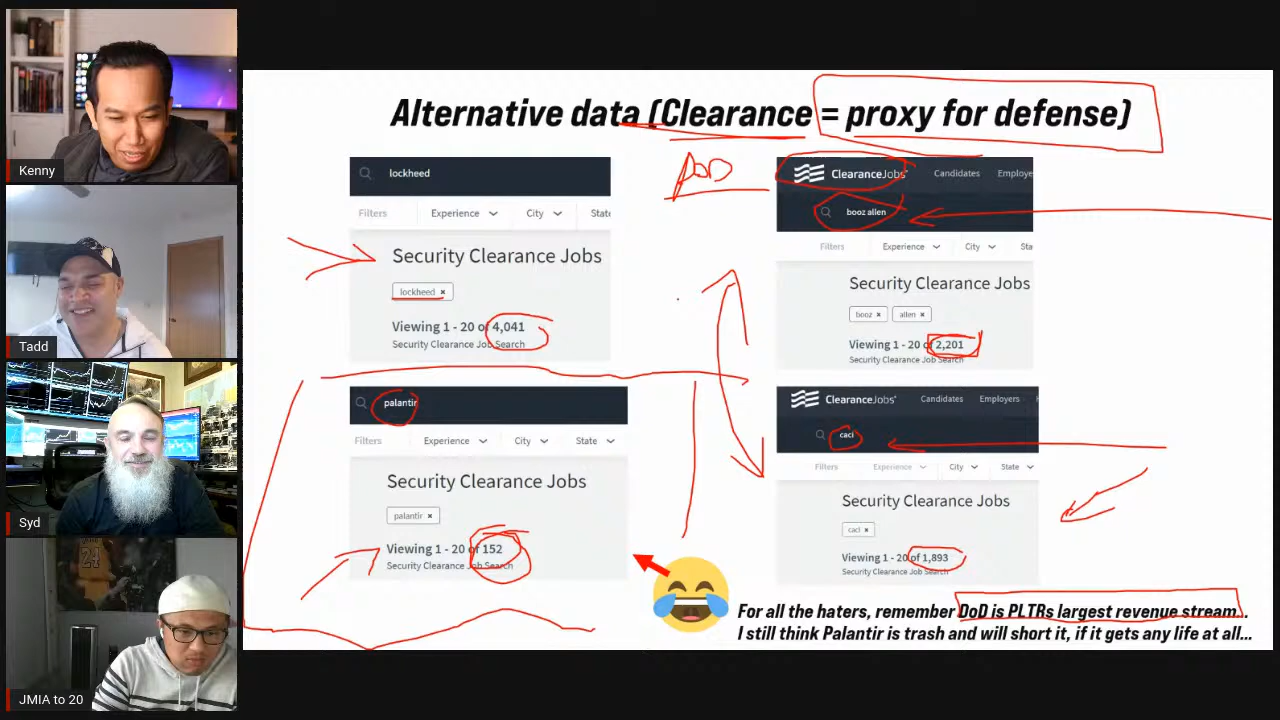 Kenny
Tadd
Syd
24
JMIA to 20
Alternative data (Clearance = proxy for defense)
DOD
lockheed
Filters Experience City State
Security Clearance Jobs
lockheed ×
Viewing 1 - 20 of 4,041
Security Clearance Job Search
ClearanceJobs Candidates Employe
booz allen
Filters Experience City Sta
Security Clearance Jobs
booz × allen ×
Viewing 1 - 20 of 2,201
Security Clearance Job Search
palantir
Filters Experience City State
Security Clearance Jobs
palantir ×
Viewing 1 - 20 of 152
Security Clearance Job Search
ClearanceJobs Candidates Employers
caci
Filters Experience City State
Security Clearance Jobs
caci ×
Viewing 1 - 20 of 1,893
Security Clearance Job Search
For all the haters, remember DoD is PLTRs largest revenue stream...
I still think Palantir is trash and will short it, if it gets any life at all...